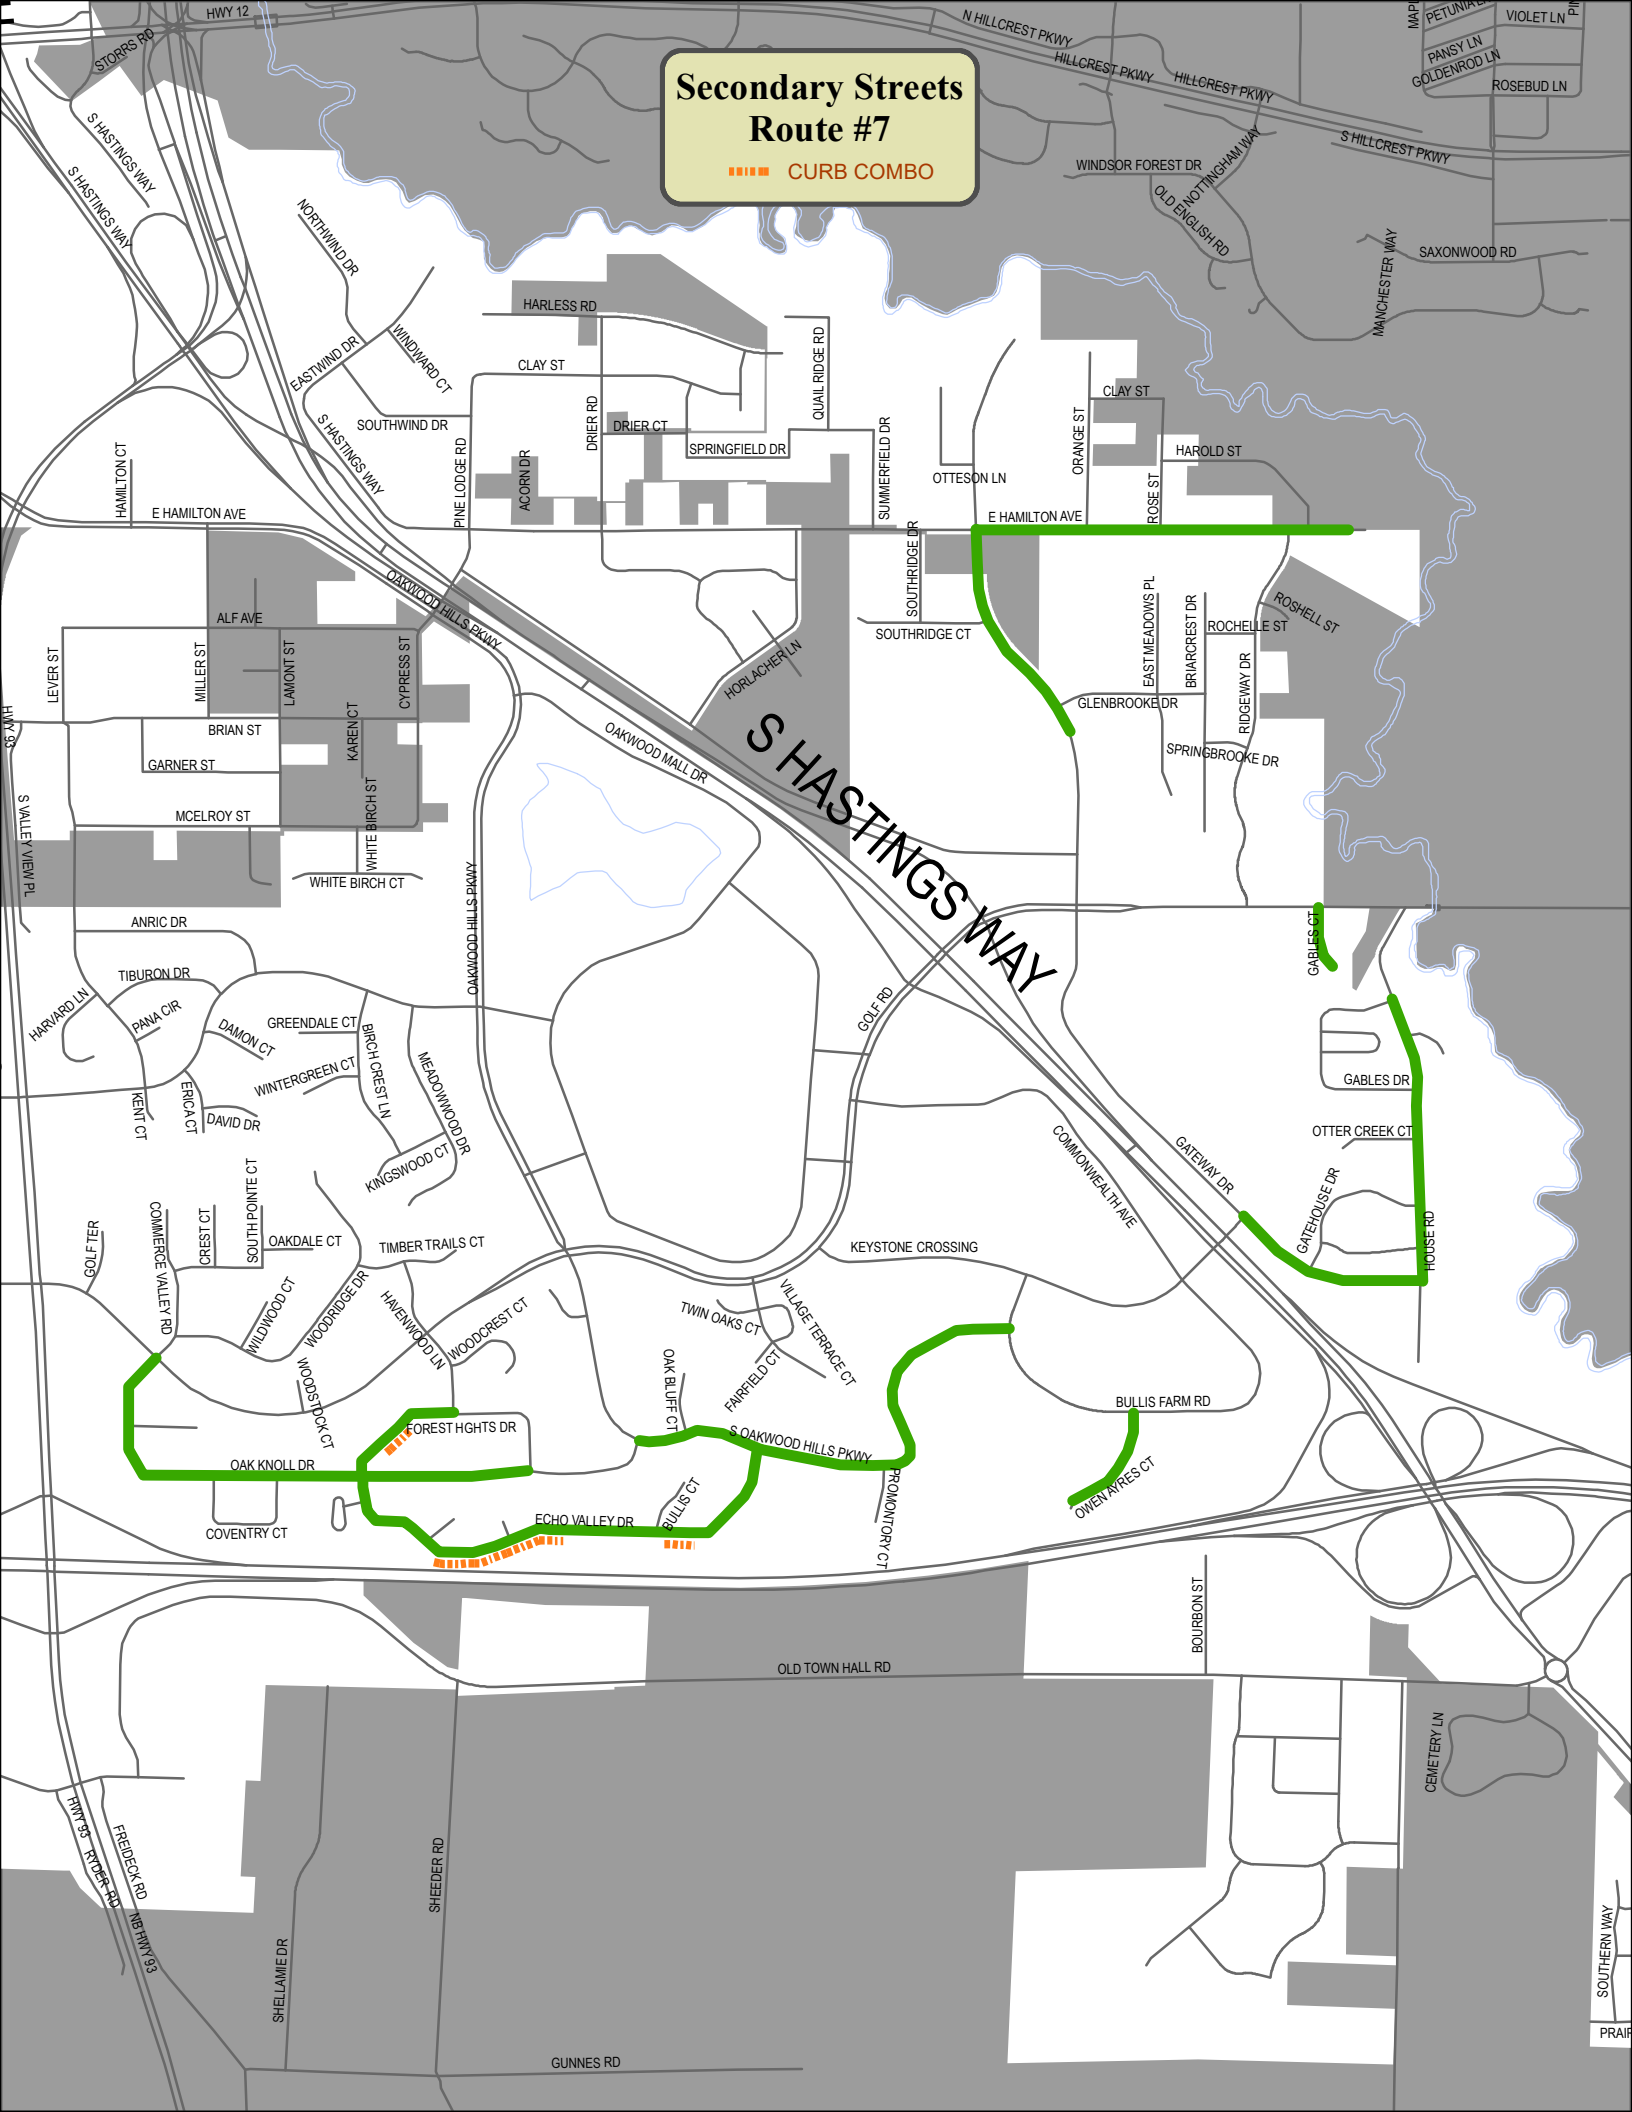 HWY 12
STORRS RD
N HILLCREST PKWY
HILLCREST PKWY
HILLCREST PKWY
S HILLCREST PKWY
VIOLET LN
PANSY LN
GOLDENROD LN
ROSEBUD LN
Secondary Streets
Route #7
CURB COMBO
S HASTINGS WAY
S HASTINGS WAY
WINDSOR FOREST DR
NOTTINGHAM WAY
OLD ENGLISH RD
MANCHESTER WAY
SAXONWOOD RD
NORTHWIND DR
HARLESS RD
EASTWIND DR
WINDWARD CT
CLAY ST
QUAIL RIDGE RD
CLAY ST
SOUTHWIND DR
S HASTINGS WAY
DRIER RD
DRIER CT
SPRINGFIELD DR
SUMMERFIELD DR
OTTESON LN
ORANGE ST
HAROLD ST
ROSE ST
HAMILTON CT
E HAMILTON AVE
PINE LODGE RD
ACORN DR
E HAMILTON AVE
OAKWOOD HILLS PKWY
SOUTHRIDGE DR
SOUTHRIDGE CT
ALF AVE
EAST MEADOWS PL
BRIARCREST DR
ROSHELL ST
ROCHELLE ST
LEVER ST
MILLER ST
LAMONT ST
CYPRESS ST
HORLACHER LN
GLENBROOKE DR
RIDGEWAY DR
HWY 93
BRIAN ST
KAREN CT
SPRINGBROOKE DR
GARNER ST
OAKWOOD MALL DR
S HASTINGS WAY
S VALLEY VIEW PL
MCELROY ST
WHITE BIRCH ST
WHITE BIRCH CT
OAKWOOD HILLS PKWY
ANRIC DR
GABLES CT
TIBURON DR
HARVARD LN
PANA CIR
DAMON CT
GREENDALE CT
GOLF RD
BIRCH CREST LN
WINTERGREEN CT
MEADOWWOOD DR
GABLES DR
KENT CT
ERICA CT
DAVID DR
OTTER CREEK CT
KINGSWOOD CT
COMMONWEALTH AVE
GATEWAY DR
GATEHOUSE DR
GOLF TER
COMMERCE VALLEY RD
CREST CT
SOUTH POINTE CT
OAKDALE CT
TIMBER TRAILS CT
KEYSTONE CROSSING
HOUSE RD
WILDWOOD CT
WOODRIDGE DR
HAVENWOOD LN
WOODCREST CT
TWIN OAKS CT
VILLAGE TERRACE CT
WOODSTOCK CT
OAK BLUFF CT
FAIRFIELD CT
BULLIS FARM RD
FOREST HGHTS DR
S OAKWOOD HILLS PKWY
OAK KNOLL DR
BULLIS CT
PROMONTORY CT
OWEN AYRES CT
COVENTRY CT
ECHO VALLEY DR
BOURBON ST
OLD TOWN HALL RD
CEMETERY LN
HWY 93
RYDER RD
FREIDECK RD
NB HWY 93
SHEEDER RD
SHELLAMIE DR
SOUTHERN WAY
GUNNES RD